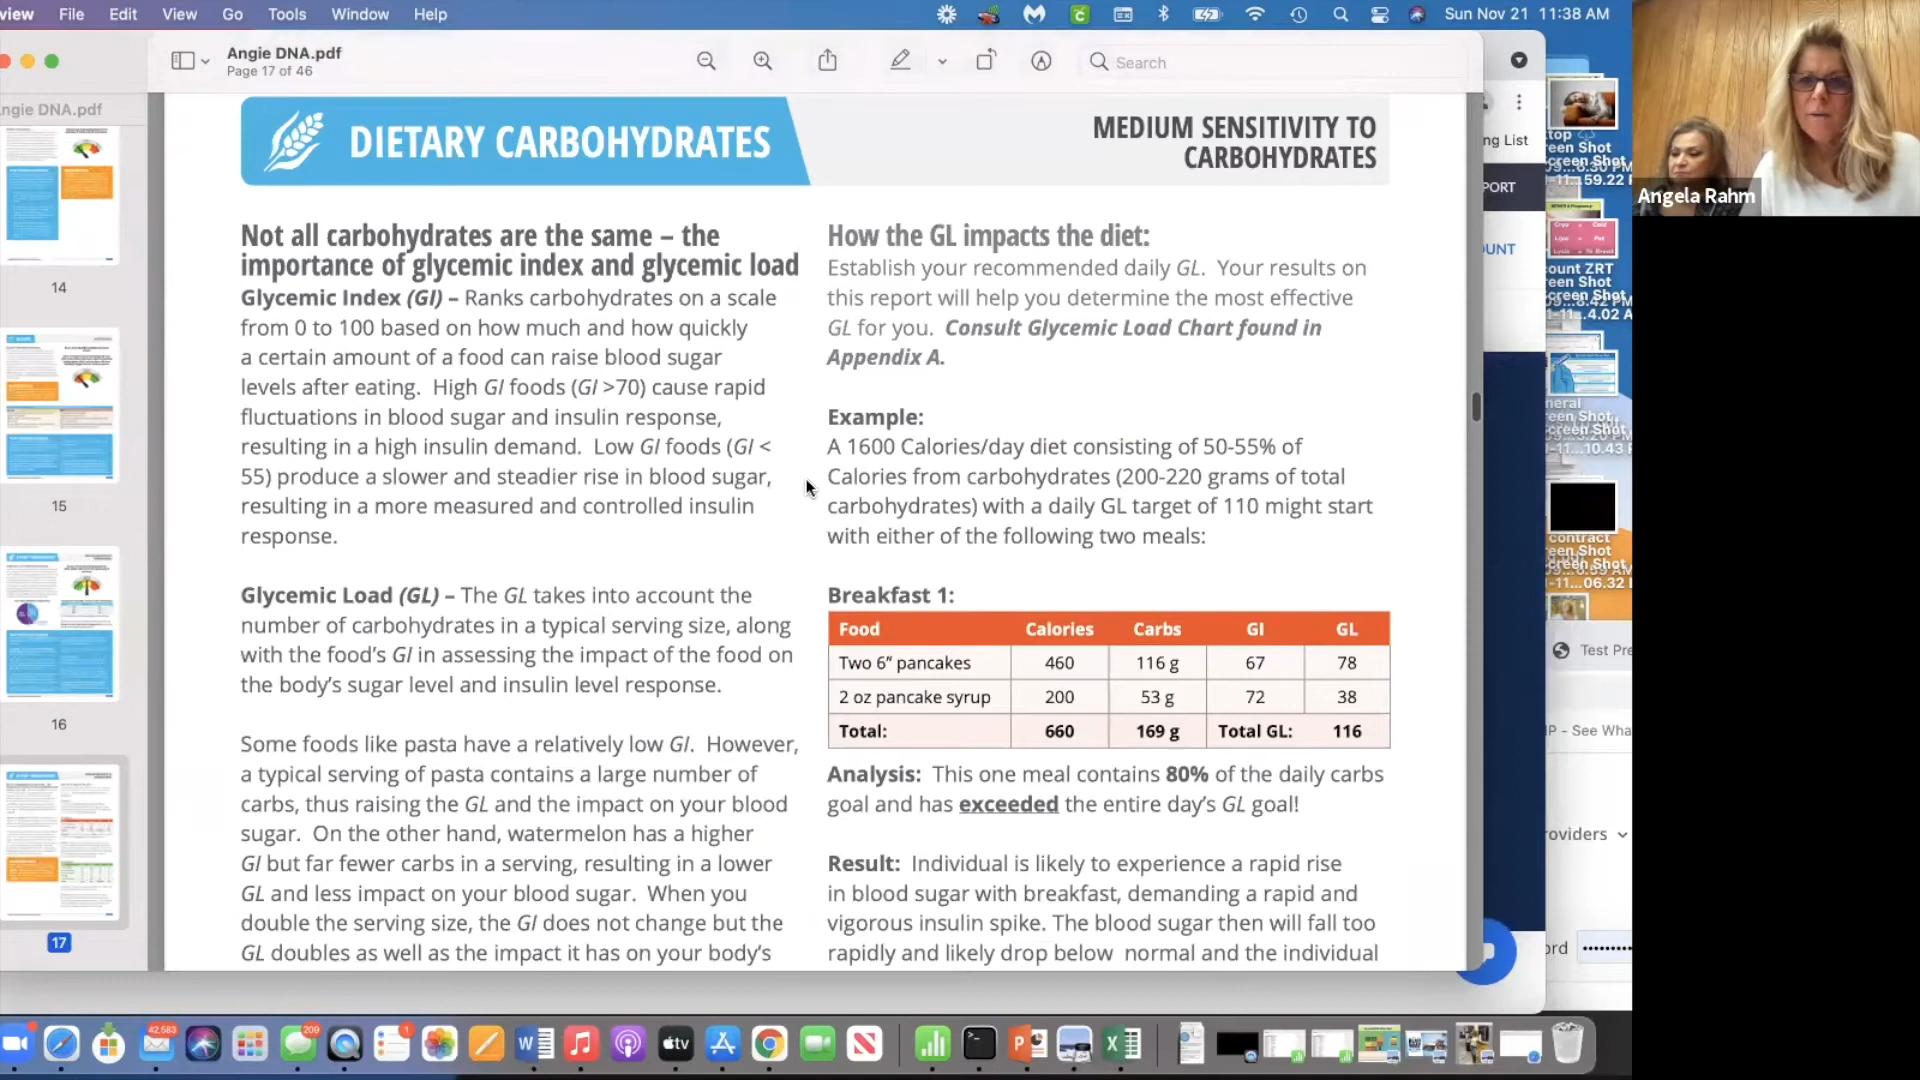 view File Edit View Go Tools Window Help
Sun Nov 21 11:38 AM
Angie DNA.pdf
Page 17 of 46
Search
ngie DNA.pdf
14
15
16
17
DIETARY CARBOHYDRATES
MEDIUM SENSITIVITY TO
CARBOHYDRATES
Not all carbohydrates are the same – the
importance of glycemic index and glycemic load
Glycemic Index (GI) – Ranks carbohydrates on a scale
from 0 to 100 based on how much and how quickly
a certain amount of a food can raise blood sugar
levels after eating. High GI foods (GI >70) cause rapid
fluctuations in blood sugar and insulin response,
resulting in a high insulin demand. Low GI foods (GI <
55) produce a slower and steadier rise in blood sugar,
resulting in a more measured and controlled insulin
response.
Glycemic Load (GL) – The GL takes into account the
number of carbohydrates in a typical serving size, along
with the food's GI in assessing the impact of the food on
the body's sugar level and insulin level response.
Some foods like pasta have a relatively low GI. However,
a typical serving of pasta contains a large number of
carbs, thus raising the GL and the impact on your blood
sugar. On the other hand, watermelon has a higher
GI but far fewer carbs in a serving, resulting in a lower
GL and less impact on your blood sugar. When you
double the serving size, the GI does not change but the
GL doubles as well as the impact it has on your body's
How the GL impacts the diet:
Establish your recommended daily GL. Your results on
this report will help you determine the most effective
GL for you. Consult Glycemic Load Chart found in
Appendix A.
Example:
A 1600 Calories/day diet consisting of 50-55% of
Calories from carbohydrates (200-220 grams of total
carbohydrates) with a daily GL target of 110 might start
with either of the following two meals:
Breakfast 1:
Food Calories Carbs GI GL
Two 6” pancakes 460 116 g 67 78
2 oz pancake syrup 200 53 g 72 38
Total: 660 169 g Total GL: 116
Analysis: This one meal contains 80% of the daily carbs
goal and has exceeded the entire day's GL goal!
Result: Individual is likely to experience a rapid rise
in blood sugar with breakfast, demanding a rapid and
vigorous insulin spike. The blood sugar then will fall too
rapidly and likely drop below normal and the individual
ng List
PORT
UNT
Test Pre
P - See Wha
oviders
ord
Angela Rahm
42,583
209
1
tv